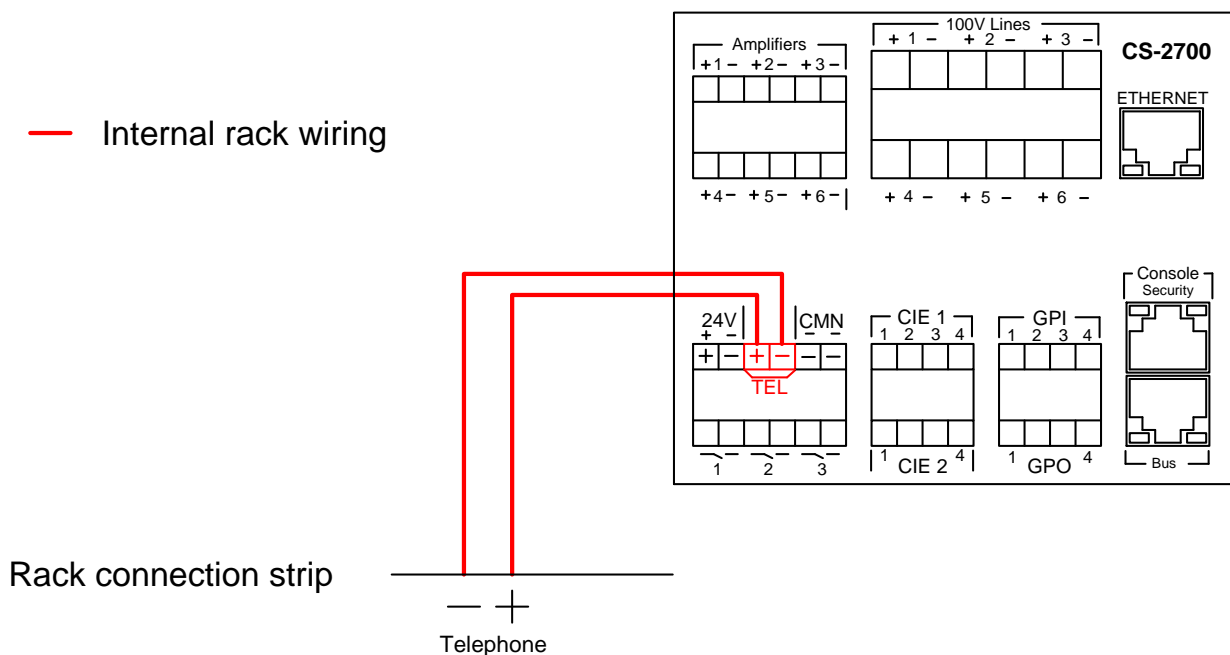 100V Lines
Amplifiers
+ 1 − + 2 − + 3 −
CS-2700
+1− +2− +3−
ETHERNET
Internal rack wiring
+4− +5− +6−
+ 4 − + 5 − + 6 −
Console
Security
24V
CMN
CIE 1
GPI
+ − − −
1 2 3 4
1 2 3 4
+ − + − − −
TEL
1 2 3
1 4
CIE 2
1 4
GPO
Bus
Rack connection strip
− +
Telephone